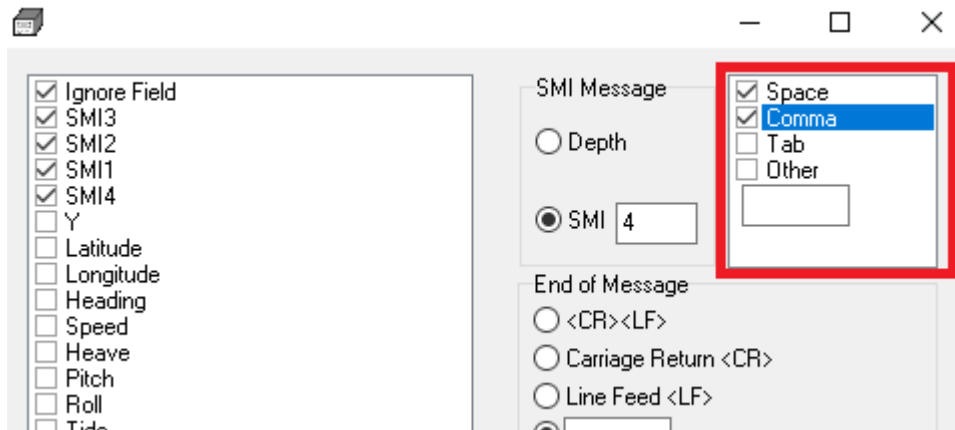 Ignore Field
SMI3
SMI2
SMI1
SMI4
Y
Latitude
Longitude
Heading
Speed
Heave
Pitch
Roll
Tide
SMI Message
Depth
SMI 4
Space
Comma
Tab
Other
End of Message
<CR><LF>
Carriage Return <CR>
Line Feed <LF>